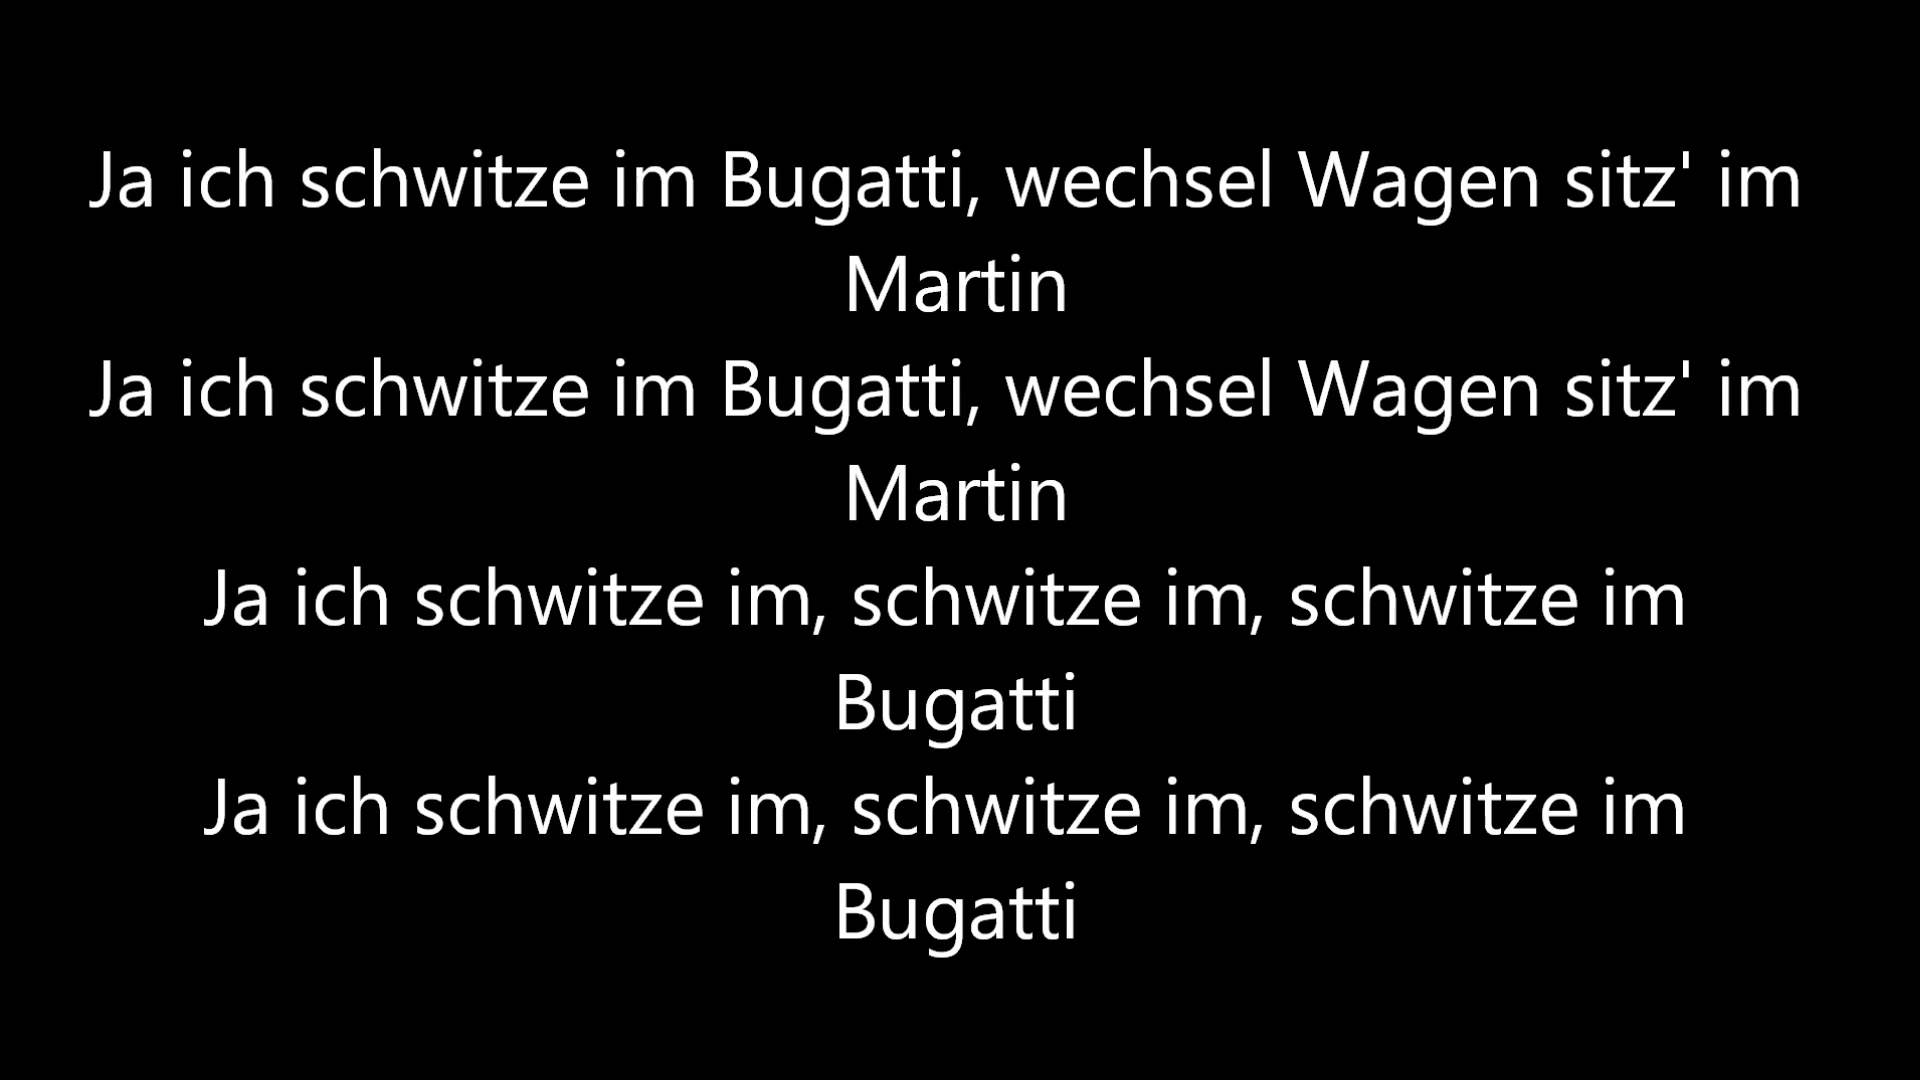 Ja ich schwitze im Bugatti, wechsel Wagen sitz' im
Martin
Ja ich schwitze im Bugatti, wechsel Wagen sitz' im
Martin
Ja ich schwitze im, schwitze im, schwitze im
Bugatti
Ja ich schwitze im, schwitze im, schwitze im
Bugatti